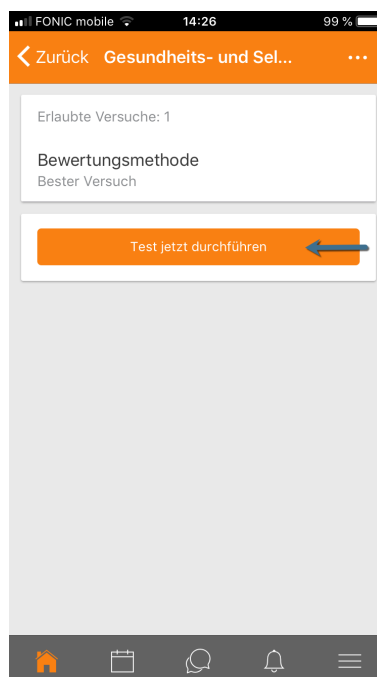 FONIC mobile 14:26 99 %
Zurück Gesundheits- und Sel... ...
Erlaubte Versuche: 1
Bewertungsmethode
Bester Versuch
Test jetzt durchführen